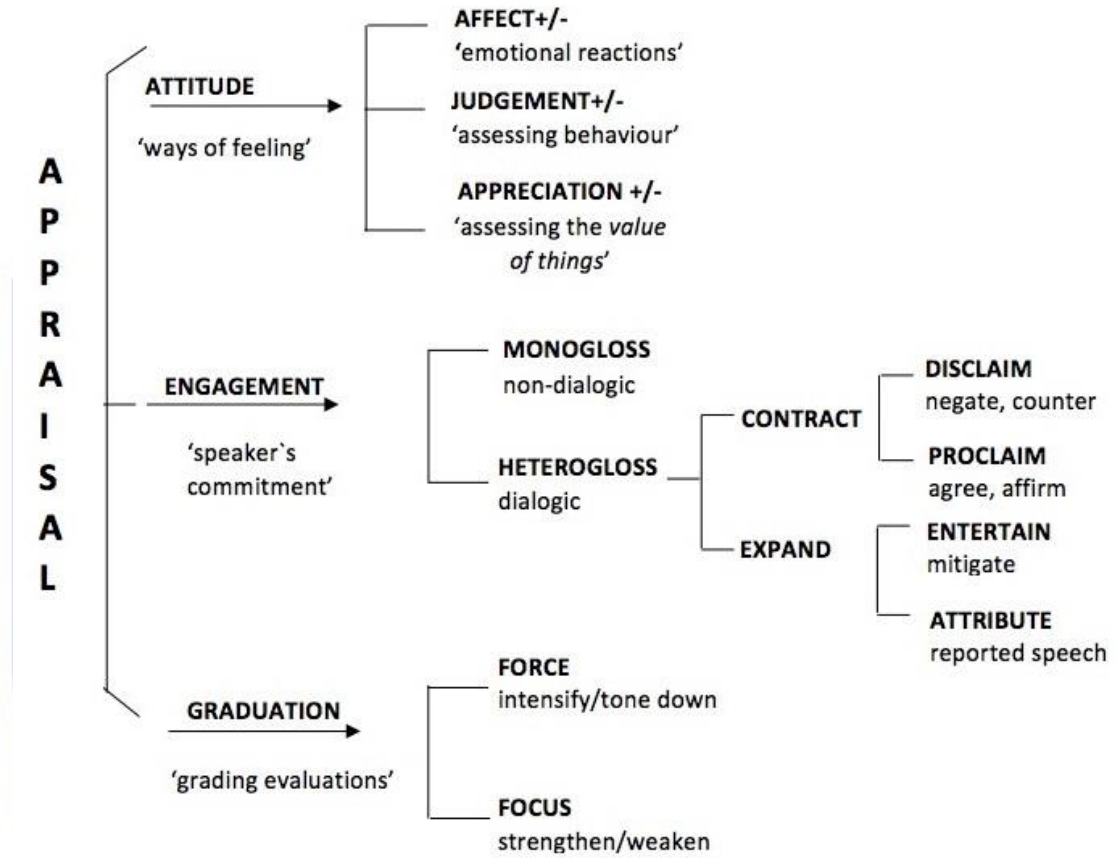 APPRAISAL
ATTITUDE
‘ways of feeling’
AFFECT+/-
‘emotional reactions’
JUDGEMENT+/-
‘assessing behaviour’
APPRECIATION +/-
‘assessing the value
of things’
ENGAGEMENT
‘speaker`s
commitment’
MONOGLOSS
non-dialogic
HETEROGLOSS
dialogic
CONTRACT
DISCLAIM
negate, counter
PROCLAIM
agree, affirm
EXPAND
ENTERTAIN
mitigate
ATTRIBUTE
reported speech
GRADUATION
‘grading evaluations’
FORCE
intensify/tone down
FOCUS
strengthen/weaken